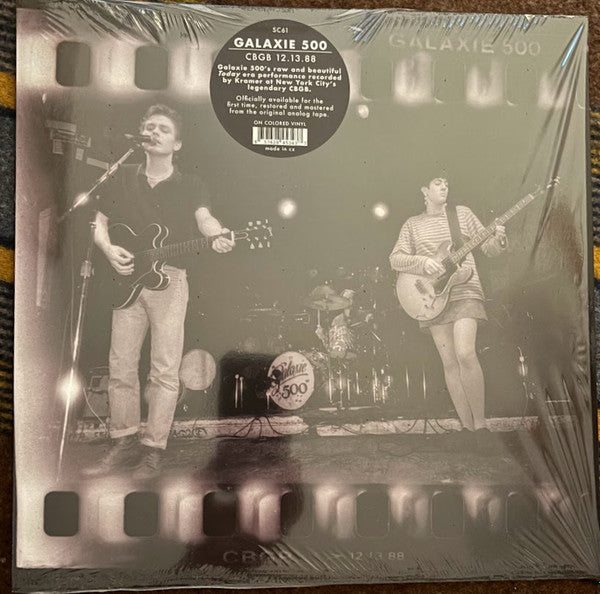 SC61
GALAXIE 500
CBGB 12.13.88
Galaxie 500's raw and beautiful
Today era performance recorded
by Kramer at New York City's
legendary CBGB.
Officially available for the
first time, restored and mastered
from the original analog tape.
ON COLORED VINYL
made in cz
GALAXIE 500
Galaxie
500
CBGB
12.13.88